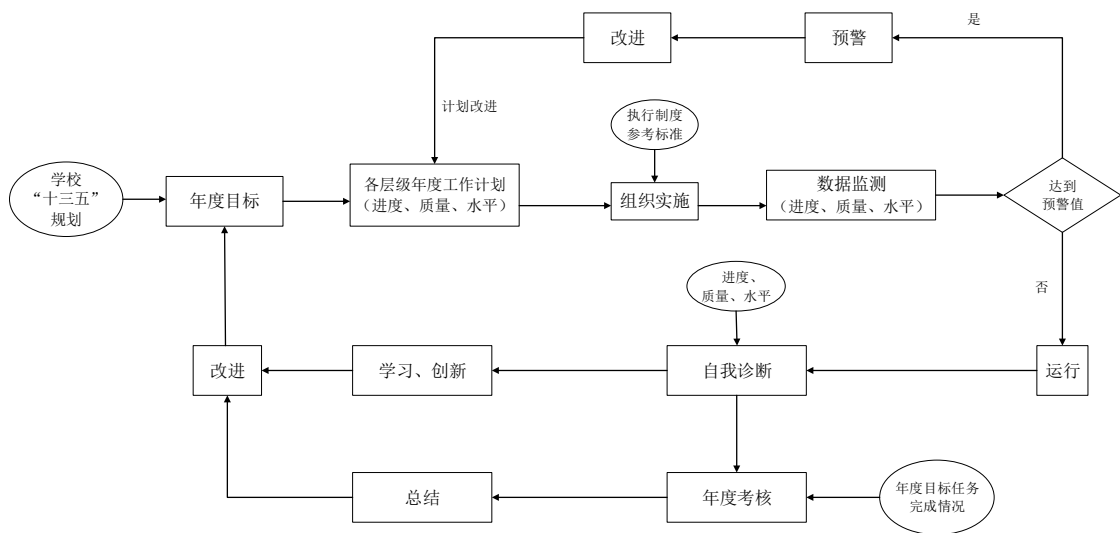 改进
预警
是
计划改进
执行制度
参考标准
学校
“十三五”
规划
年度目标
各层级年度工作计划
（进度、质量、水平）
组织实施
数据监测
（进度、质量、水平）
达到
预警值
进度、
质量、水平
否
改进
学习、创新
自我诊断
运行
总结
年度考核
年度目标任务
完成情况